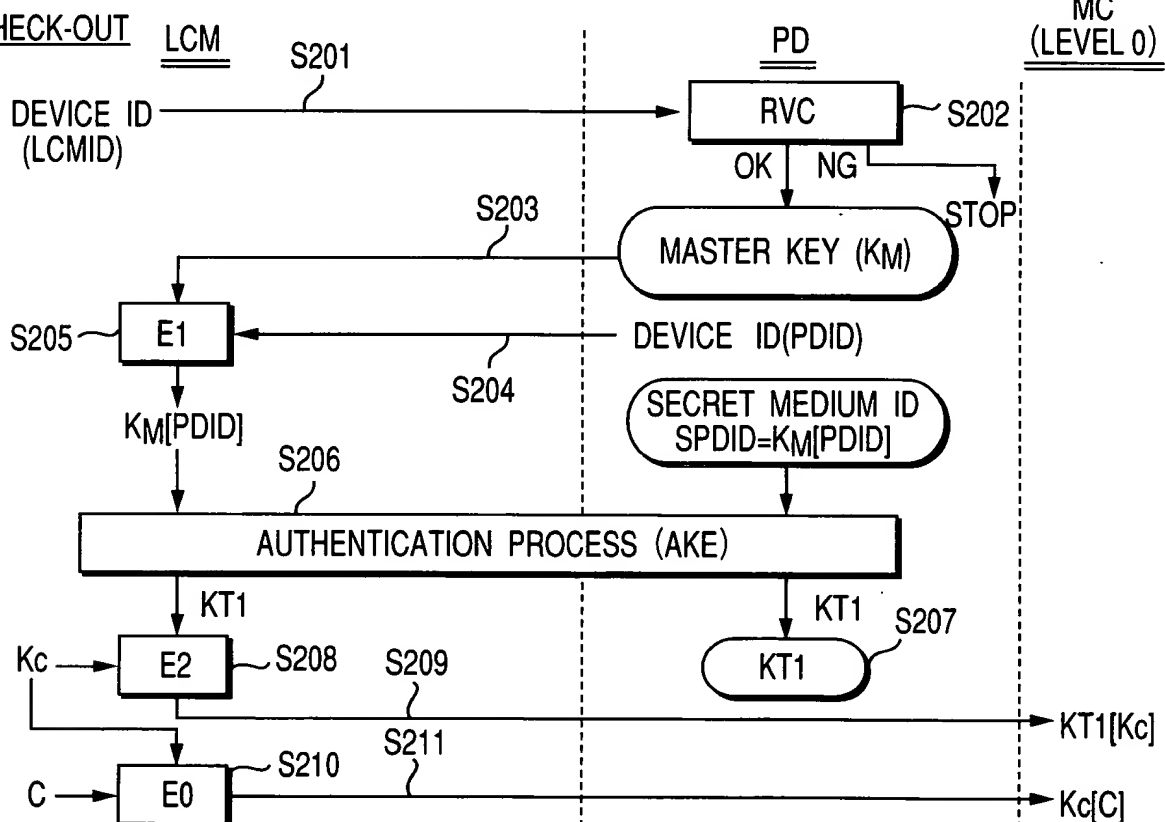 HECK-OUT
LCM
PD
MC
(LEVEL 0)
S201
DEVICE ID
(LCMID)
RVC
S202
OK
NG
STOP
S203
MASTER KEY (KM)
S205
E1
DEVICE ID(PDID)
S204
KM[PDID]
SECRET MEDIUM ID
SPDID=KM[PDID]
S206
AUTHENTICATION PROCESS (AKE)
KT1
KT1
S207
Kc
E2
S208
S209
KT1
KT1[Kc]
S211
S210
C
E0
Kc[C]